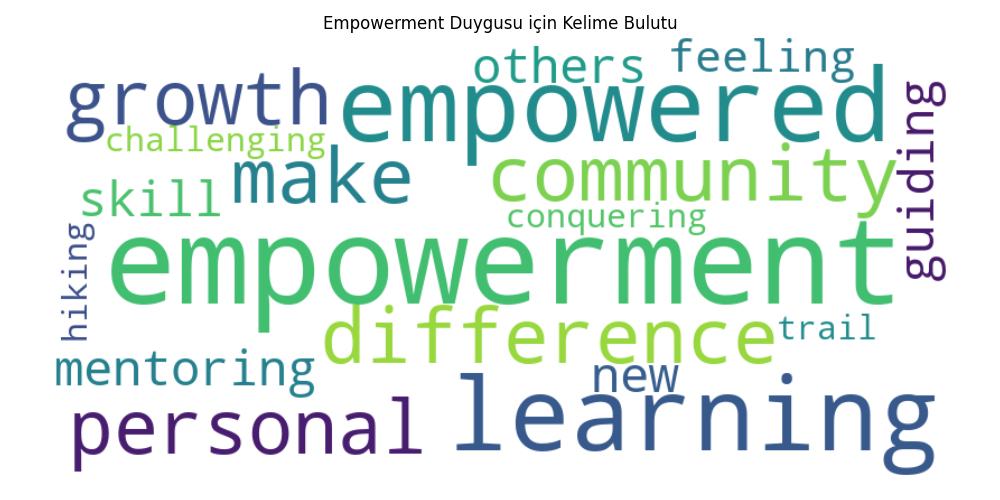 Empowerment Duygusu için Kelime Bulutu
others feeling
growth empowered
challenging
guiding
make community
skill
conquering
hiking
empowerment
difference trail
mentoring new
personal learning